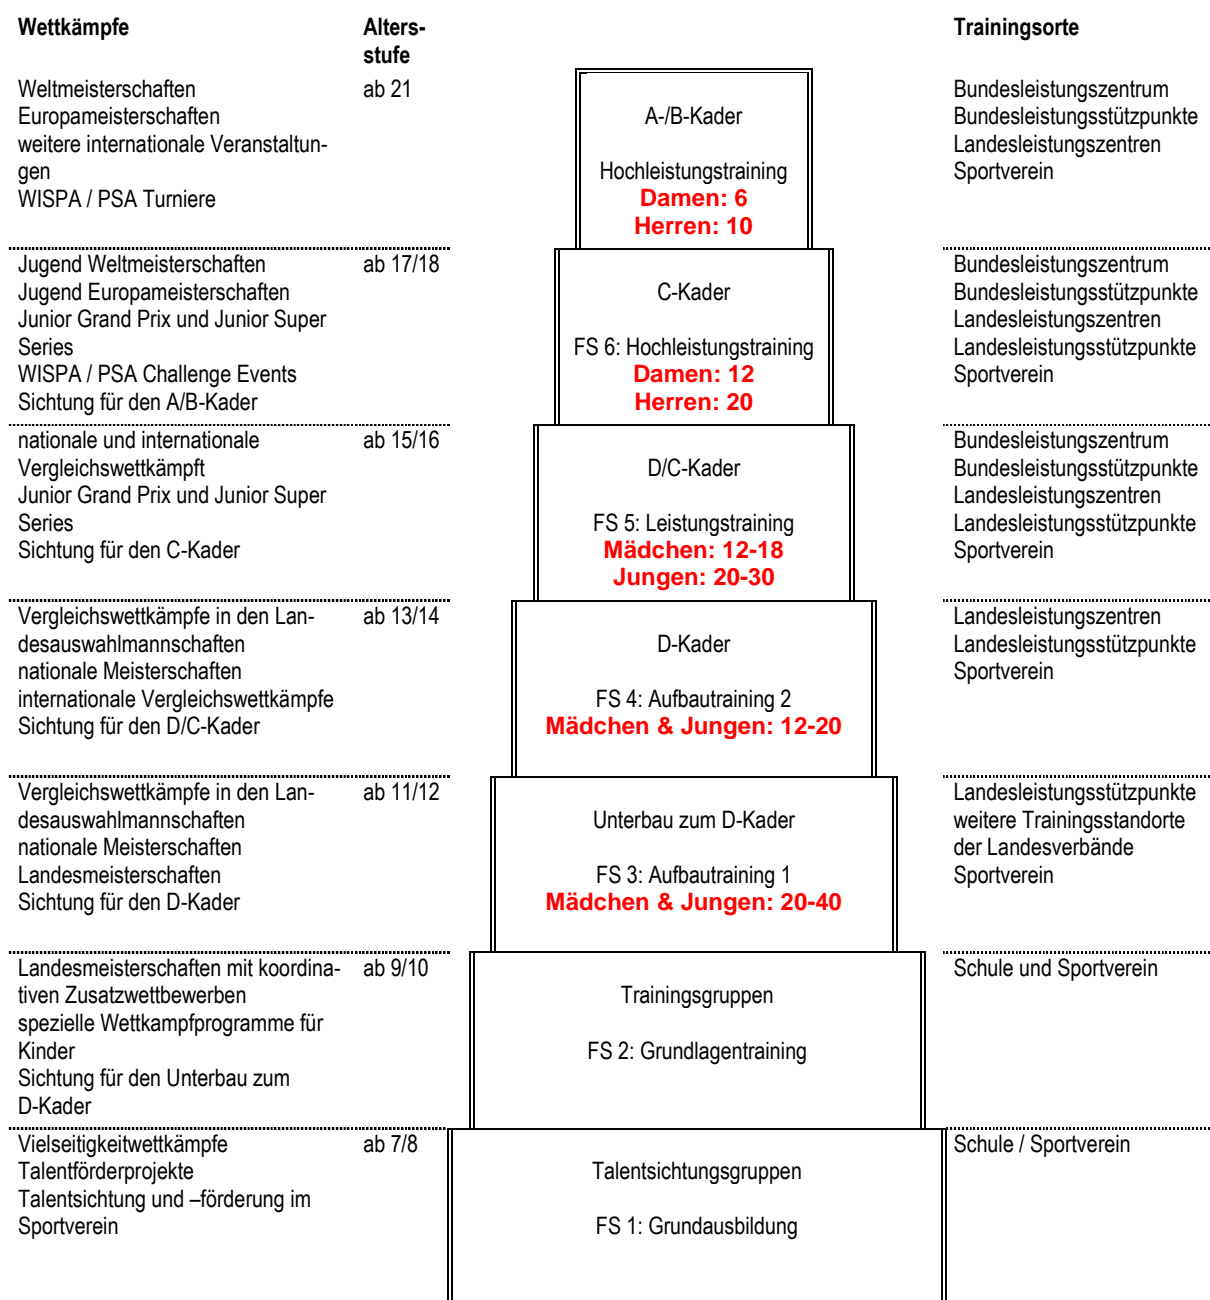 Wettkämpfe
Alters-
stufe
Trainingsorte
Weltmeisterschaften
Europameisterschaften
weitere internationale Veranstaltun-
gen
WISPA / PSA Turniere
ab 21
A-/B-Kader
Hochleistungstraining
Damen: 6
Herren: 10
Bundesleistungszentrum
Bundesleistungsstützpunkte
Landesleistungszentren
Sportverein
Jugend Weltmeisterschaften
Jugend Europameisterschaften
Junior Grand Prix und Junior Super
Series
WISPA / PSA Challenge Events
Sichtung für den A/B-Kader
ab 17/18
C-Kader
FS 6: Hochleistungstraining
Damen: 12
Herren: 20
Bundesleistungszentrum
Bundesleistungsstützpunkte
Landesleistungszentren
Landesleistungsstützpunkte
Sportverein
nationale und internationale
Vergleichswettkämpft
Junior Grand Prix und Junior Super
Series
Sichtung für den C-Kader
ab 15/16
D/C-Kader
FS 5: Leistungstraining
Mädchen: 12-18
Jungen: 20-30
Bundesleistungszentrum
Bundesleistungsstützpunkte
Landesleistungszentren
Landesleistungsstützpunkte
Sportverein
Vergleichswettkämpfe in den Lan-
desauswahlmannschaften
nationale Meisterschaften
internationale Vergleichswettkämpfe
Sichtung für den D/C-Kader
ab 13/14
D-Kader
FS 4: Aufbautraining 2
Mädchen & Jungen: 12-20
Landesleistungszentren
Landesleistungsstützpunkte
Sportverein
Vergleichswettkämpfe in den Lan-
desauswahlmannschaften
nationale Meisterschaften
Landesmeisterschaften
Sichtung für den D-Kader
ab 11/12
Unterbau zum D-Kader
FS 3: Aufbautraining 1
Mädchen & Jungen: 20-40
Landesleistungsstützpunkte
weitere Trainingsstandorte
der Landesverbände
Sportverein
Landesmeisterschaften mit koordina-
tiven Zusatzwettbewerben
spezielle Wettkampfprogramme für
Kinder
Sichtung für den Unterbau zum
D-Kader
ab 9/10
Trainingsgruppen
FS 2: Grundlagentraining
Schule und Sportverein
Vielseitigkeitwettkämpfe
Talentförderprojekte
Talentsichtung und –förderung im
Sportverein
ab 7/8
Talentsichtungsgruppen
FS 1: Grundausbildung
Schule / Sportverein